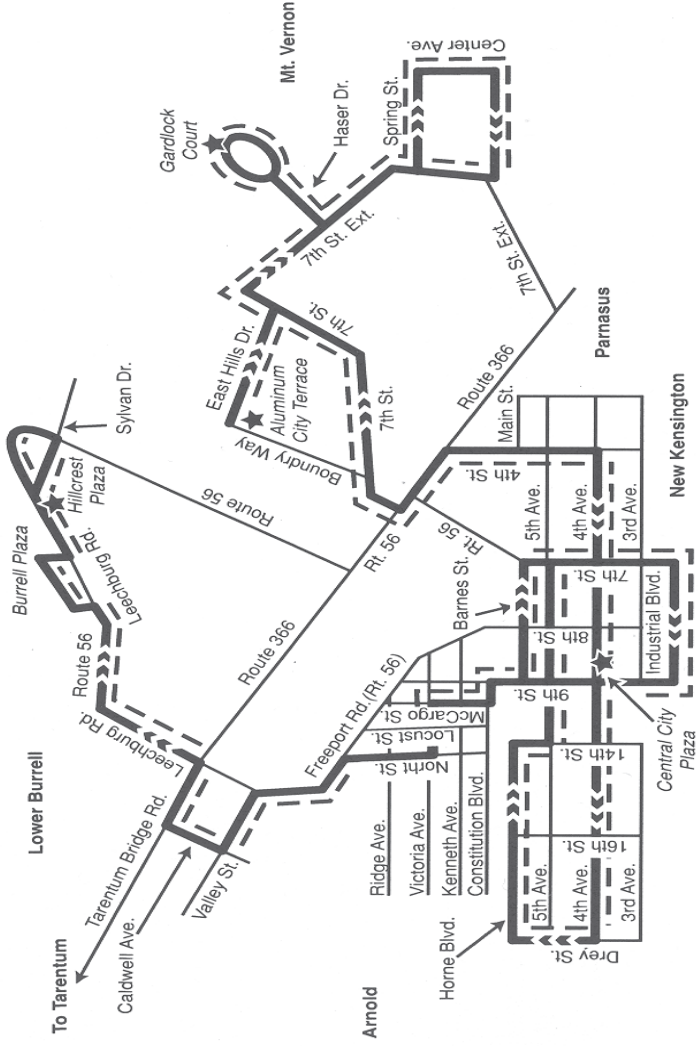 Center Ave.
Mt. Vernon
Gardlock
Court
Haser Dr.
Spring St.
7th St. Ext.
7th St. Ext.
7th St.
East Hills Dr.
Aluminum
City Terrace
Boundry Way
7th St.
Route 366
Parnasus
Sylvan Dr.
Hillcrest
Plaza
Leechburg Rd.
Burrell Plaza
Route 56
Route 56
Rt. 56
Rt. 56
Main St.
4th St.
5th Ave.
4th Ave.
3rd Ave.
New Kensington
Barnes St.
7th St.
8th St.
9th St.
Industrial Blvd.
Central City
Plaza
Route 366
Freeport Rd.(Rt. 56)
McCargo St.
Locust St.
Norht St.
Leechburg Rd.
Lower Burrell
Tarentum Bridge Rd.
Valley St.
Caldwell Ave.
To Tarentum
Ridge Ave.
Victoria Ave.
Kenneth Ave.
Constitution Blvd.
14th St.
16th St.
5th Ave.
4th Ave.
3rd Ave.
Drey St.
Horne Blvd.
Arnold